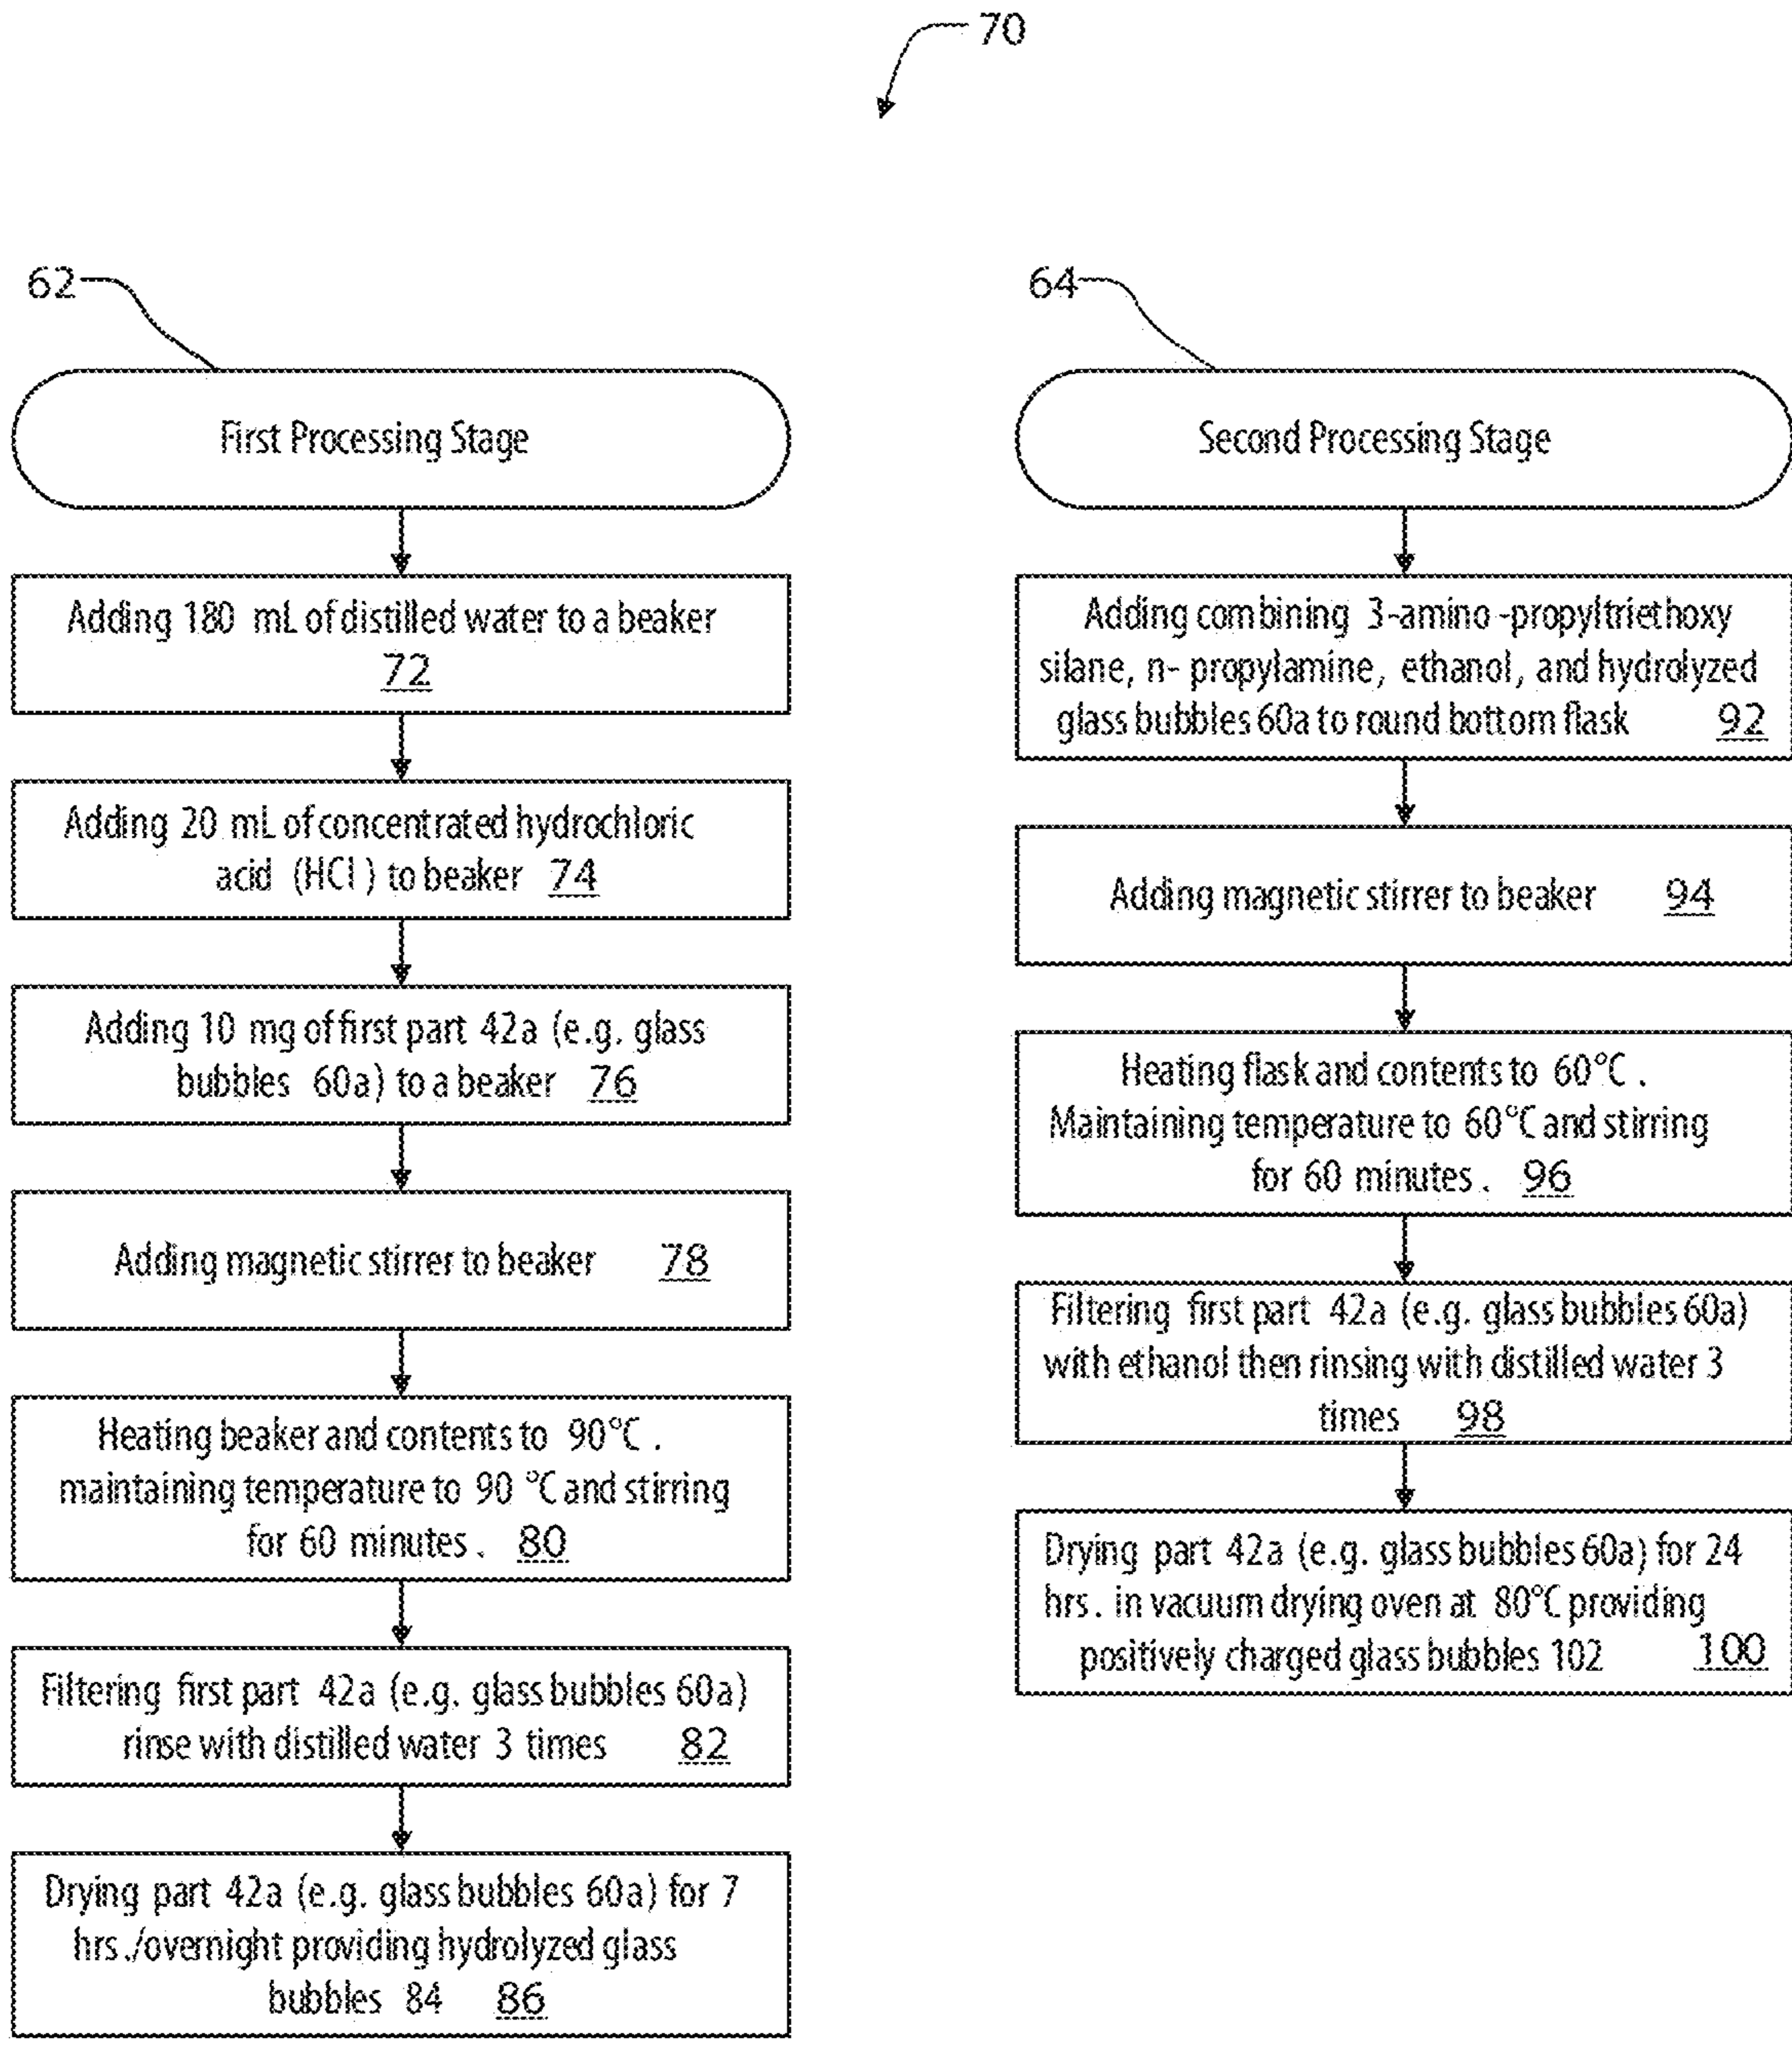 70
62
First Processing Stage
Adding 180 mL of distilled water to a beaker
72
Adding 20 mL of concentrated hydrochloric
acid (HCl) to beaker 74
Adding 10 mg of first part 42a (e.g. glass
bubbles 60a) to a beaker 76
Adding magnetic stirrer to beaker 78
Heating beaker and contents to 90°C.
maintaining temperature to 90 °C and stirring
for 60 minutes. 80
Filtering first part 42a (e.g. glass bubbles 60a)
rinse with distilled water 3 times 82
Drying part 42a (e.g. glass bubbles 60a) for 7
hrs./overnight providing hydrolyzed glass
bubbles 84 86
64
Second Processing Stage
Adding combining 3-amino-propyltriethoxy
silane, n-propylamine, ethanol, and hydrolyzed
glass bubbles 60a to round bottom flask 92
Adding magnetic stirrer to beaker 94
Heating flask and contents to 60°C.
Maintaining temperature to 60°C and stirring
for 60 minutes. 96
Filtering first part 42a (e.g. glass bubbles 60a)
with ethanol then rinsing with distilled water 3
times 98
Drying part 42a (e.g. glass bubbles 60a) for 24
hrs. in vacuum drying oven at 80°C providing
positively charged glass bubbles 102 100